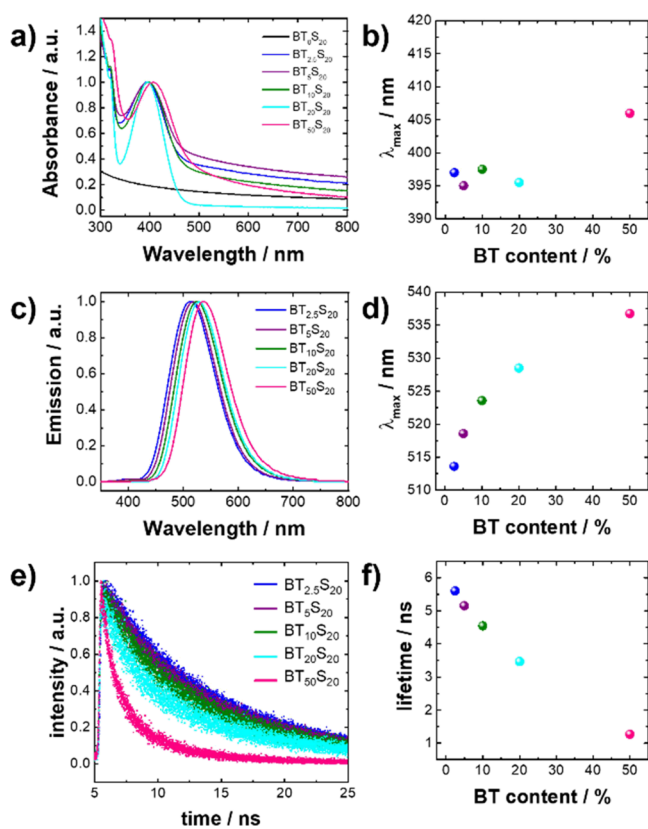 a)
1.4
1.2
1.0
0.8
0.6
0.4
0.2
0.0
Absorbance / a.u.
300 400 500 600 700 800
Wavelength / nm
BT0S20
BT2.5S20
BT5S20
BT10S20
BT20S20
BT50S20
b)
420
415
410
405
400
395
390
λmax / nm
0 10 20 30 40 50
BT content / %
c)
1.0
0.8
0.6
0.4
0.2
0.0
Emission / a.u.
400 500 600 700 800
Wavelength / nm
BT2.5S20
BT5S20
BT10S20
BT20S20
BT50S20
d)
540
535
530
525
520
515
510
λmax / nm
0 10 20 30 40 50
BT content / %
e)
1.0
0.8
0.6
0.4
0.2
0.0
intensity / a.u.
5 10 15 20 25
time / ns
BT2.5S20
BT5S20
BT10S20
BT20S20
BT50S20
f)
6
5
4
3
2
1
lifetime / ns
0 10 20 30 40 50
BT content / %